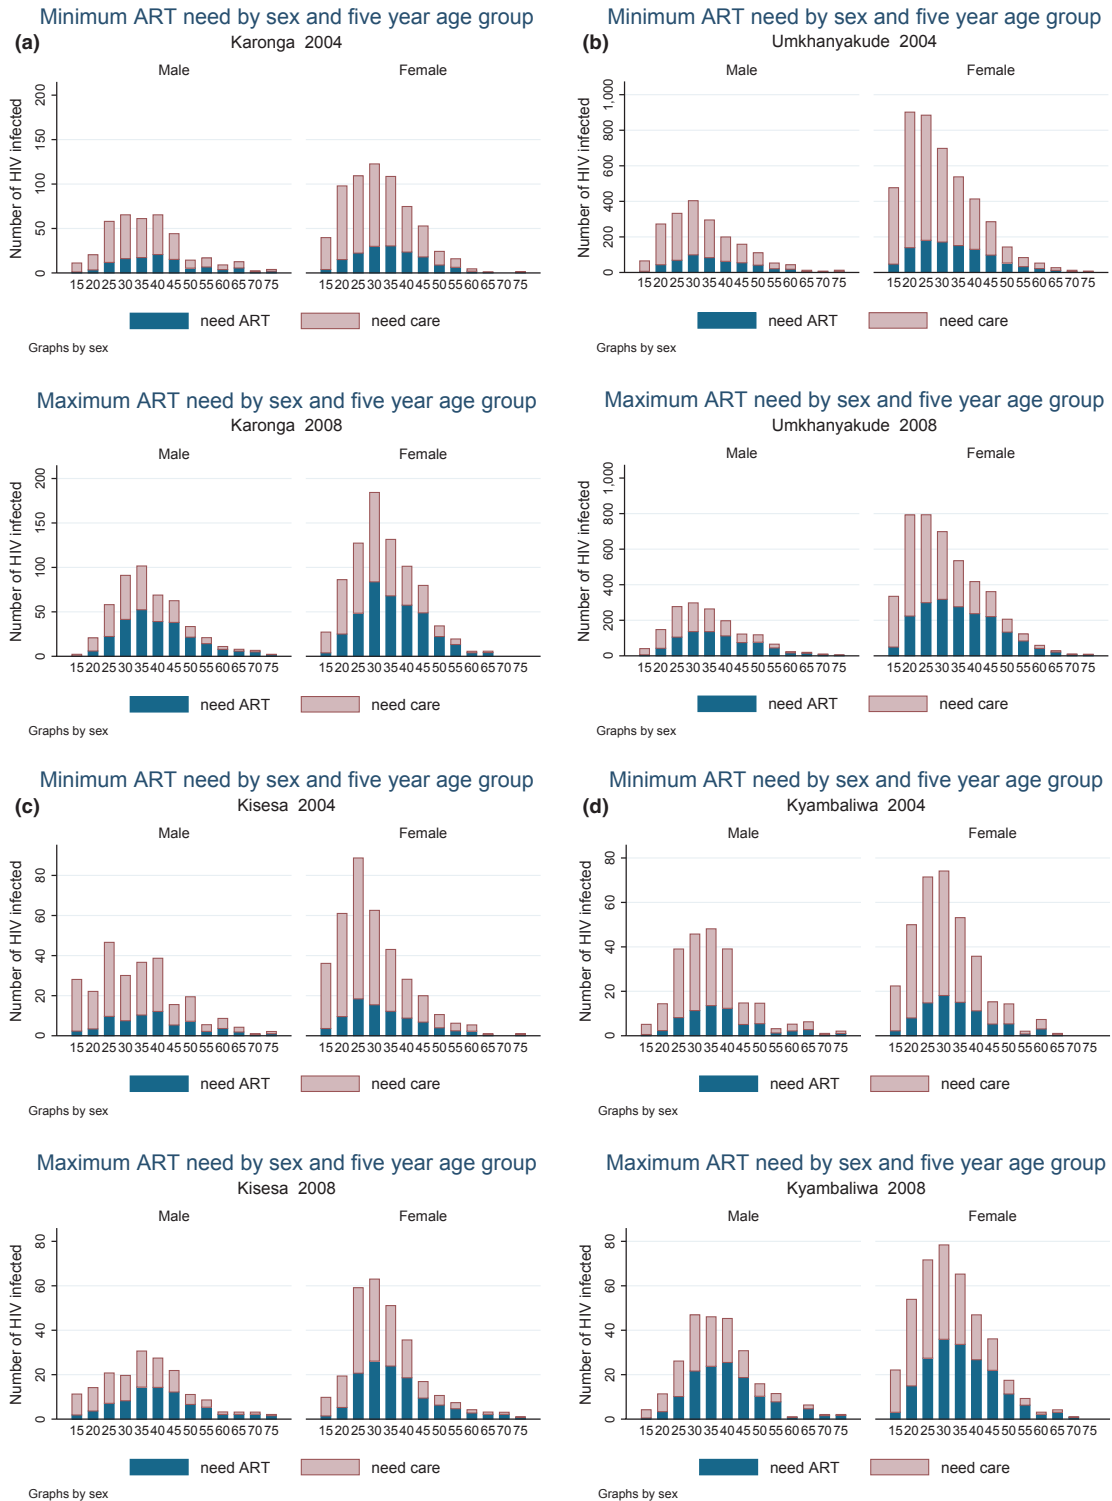 Minimum ART need by sex and five year age group
(a)
Karonga 2004
Male
Female
Number of HIV infected
0 50 100 150 200
15 20 25 30 35 40 45 50 55 60 65 70 75
15 20 25 30 35 40 45 50 55 60 65 70 75
need ART
need care
Graphs by sex
Minimum ART need by sex and five year age group
(b)
Umkhanyakude 2004
Male
Female
Number of HIV infected
0 200 400 600 800 1,000
15 20 25 30 35 40 45 50 55 60 65 70 75
15 20 25 30 35 40 45 50 55 60 65 70 75
need ART
need care
Graphs by sex
Maximum ART need by sex and five year age group
Karonga 2008
Male
Female
Number of HIV infected
0 50 100 150 200
15 20 25 30 35 40 45 50 55 60 65 70 75
15 20 25 30 35 40 45 50 55 60 65 70 75
need ART
need care
Graphs by sex
Maximum ART need by sex and five year age group
Umkhanyakude 2008
Male
Female
Number of HIV infected
0 200 400 600 800 1,000
15 20 25 30 35 40 45 50 55 60 65 70 75
15 20 25 30 35 40 45 50 55 60 65 70 75
need ART
need care
Graphs by sex
Minimum ART need by sex and five year age group
(c)
Kisesa 2004
Male
Female
Number of HIV infected
0 20 40 60 80
15 20 25 30 35 40 45 50 55 60 65 70 75
15 20 25 30 35 40 45 50 55 60 65 70 75
need ART
need care
Graphs by sex
Minimum ART need by sex and five year age group
(d)
Kyambaliwa 2004
Male
Female
Number of HIV infected
0 20 40 60 80
15 20 25 30 35 40 45 50 55 60 65 70 75
15 20 25 30 35 40 45 50 55 60 65 70 75
need ART
need care
Graphs by sex
Maximum ART need by sex and five year age group
Kisesa 2008
Male
Female
Number of HIV infected
0 20 40 60 80
15 20 25 30 35 40 45 50 55 60 65 70 75
15 20 25 30 35 40 45 50 55 60 65 70 75
need ART
need care
Graphs by sex
Maximum ART need by sex and five year age group
Kyambaliwa 2008
Male
Female
Number of HIV infected
0 20 40 60 80
15 20 25 30 35 40 45 50 55 60 65 70 75
15 20 25 30 35 40 45 50 55 60 65 70 75
need ART
need care
Graphs by sex